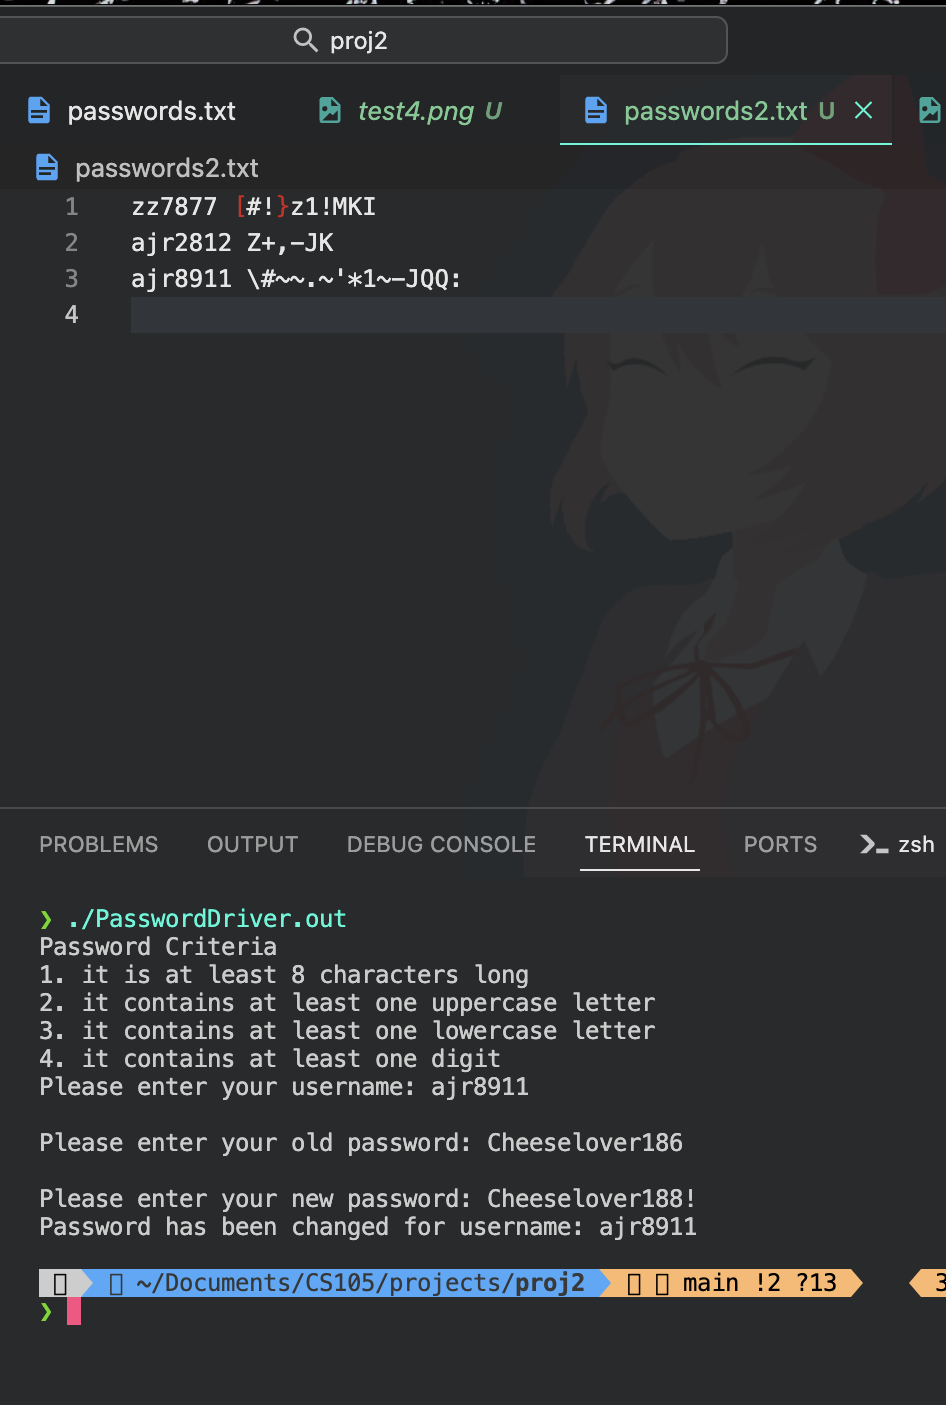 proj2
passwords.txt test4.png U passwords2.txt U
passwords2.txt
1 zz7877 [#!}z1!MKI
2 ajr2812 Z+,-JK
3 ajr8911 \#~~.~'*1~-JQQ:
4
PROBLEMS OUTPUT DEBUG CONSOLE TERMINAL PORTS zsh
❯ ./PasswordDriver.out
Password Criteria
1. it is at least 8 characters long
2. it contains at least one uppercase letter
3. it contains at least one lowercase letter
4. it contains at least one digit
Please enter your username: ajr8911
Please enter your old password: Cheeselover186
Please enter your new password: Cheeselover188!
Password has been changed for username: ajr8911
~/Documents/CS105/projects/proj2 main !2 ?13 3
❯